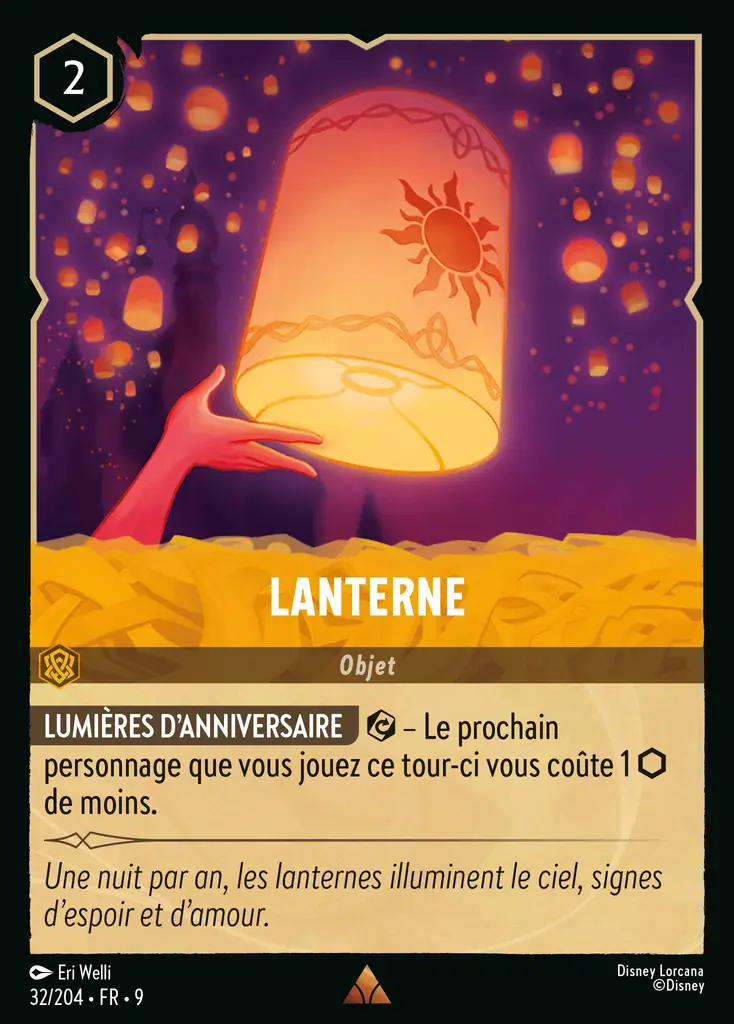 2
LANTERNE
Objet
LUMIÈRES D'ANNIVERSAIRE – Le prochain
personnage que vous jouez ce tour-ci vous coûte 1
de moins.
Une nuit par an, les lanternes illuminent le ciel, signes
d'espoir et d'amour.
Eri Welli
32/204 • FR • 9
Disney Lorcana
©Disney